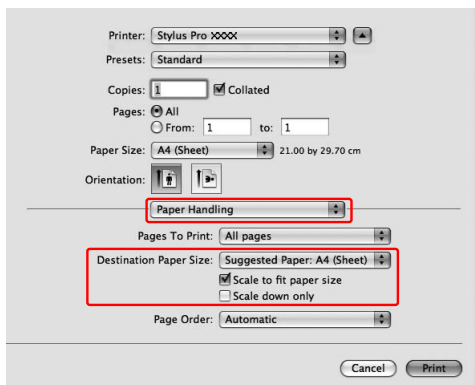 Printer: Stylus Pro XXXX
Presets: Standard
Copies: 1 Collated
Pages: All
From: 1 to: 1
Paper Size: A4 (Sheet) 21.00 by 29.70 cm
Orientation:
Paper Handling
Pages To Print: All pages
Destination Paper Size: Suggested Paper: A4 (Sheet)
Scale to fit paper size
Scale down only
Page Order: Automatic
Cancel Print